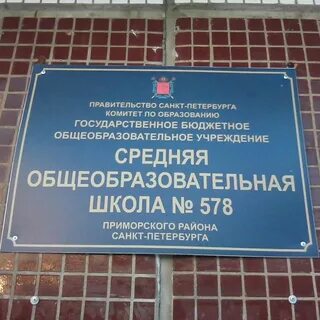 ПРАВИТЕЛЬСТВО САНКТ-ПЕТЕРБУРГА
КОМИТЕТ ПО ОБРАЗОВАНИЮ
ГОСУДАРСТВЕННОЕ БЮДЖЕТНОЕ
ОБЩЕОБРАЗОВАТЕЛЬНОЕ УЧРЕЖДЕНИЕ
СРЕДНЯЯ
ОБЩЕОБРАЗОВАТЕЛЬНАЯ
ШКОЛА № 578
ПРИМОРСКОГО РАЙОНА
САНКТ-ПЕТЕРБУРГА